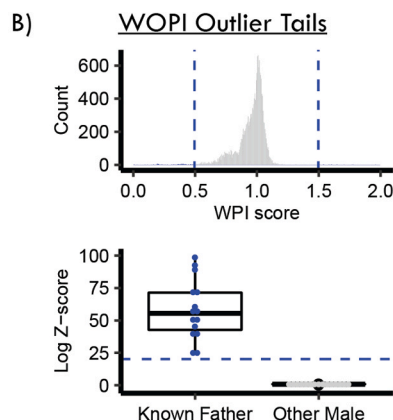 B)
WOPI Outlier Tails
Count
600
400
200
0
0.0 0.5 1.0 1.5 2.0
WPI score
Log Z−score
100
75
50
25
0
Known Father Other Male